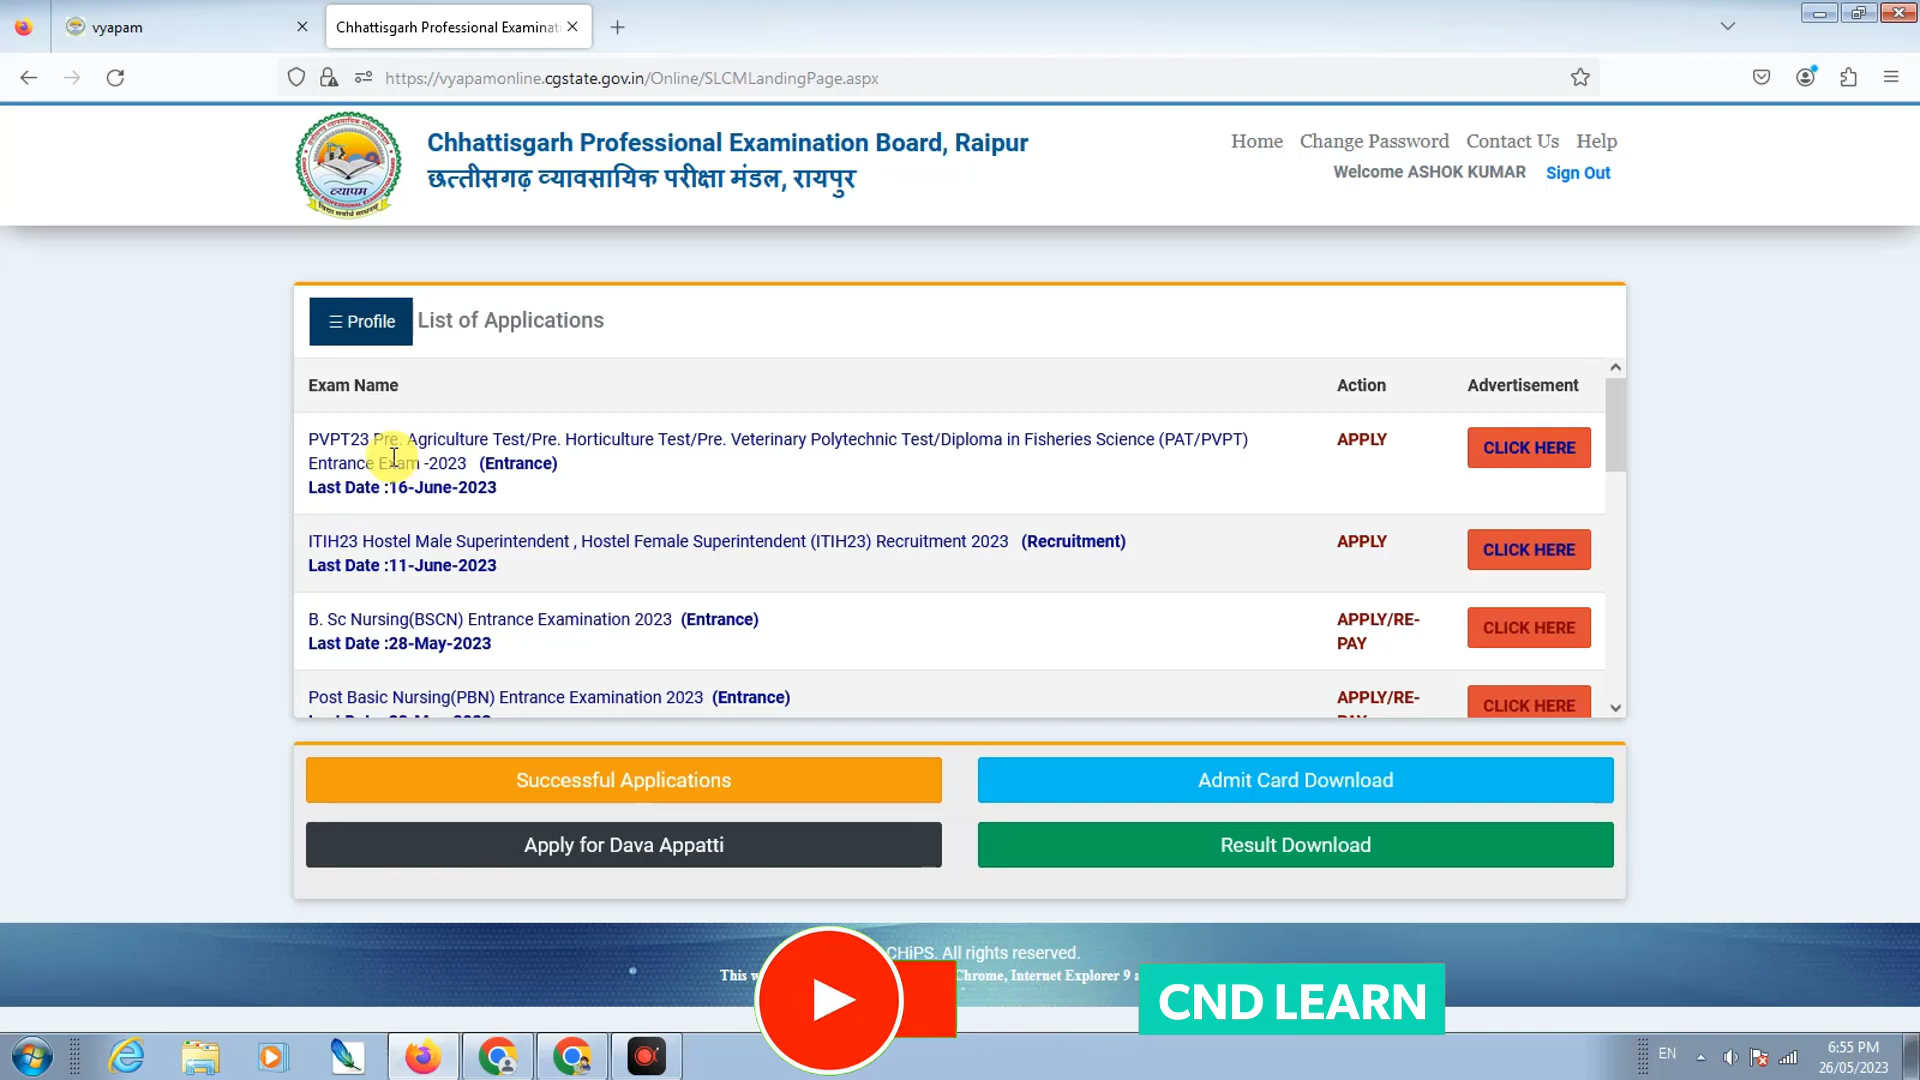 vyapam
Chhattisgarh Professional Examinat
https://vyapamonline.cgstate.gov.in/Online/SLCMLandingPage.aspx
Chhattisgarh Professional Examination Board, Raipur
छत्तीसगढ़ व्यावसायिक परीक्षा मंडल, रायपुर
व्यापम
Home Change Password Contact Us Help
Welcome ASHOK KUMAR Sign Out
☰ Profile List of Applications
Exam Name Action Advertisement
PVPT23 Pre. Agriculture Test/Pre. Horticulture Test/Pre. Veterinary Polytechnic Test/Diploma in Fisheries Science (PAT/PVPT) APPLY CLICK HERE
Entrance Exam -2023 (Entrance)
Last Date :16-June-2023
ITIH23 Hostel Male Superintendent , Hostel Female Superintendent (ITIH23) Recruitment 2023 (Recruitment) APPLY CLICK HERE
Last Date :11-June-2023
B. Sc Nursing(BSCN) Entrance Examination 2023 (Entrance) APPLY/RE-
PAY CLICK HERE
Last Date :28-May-2023
Post Basic Nursing(PBN) Entrance Examination 2023 (Entrance) APPLY/RE-
CLICK HERE
Successful Applications Admit Card Download
Apply for Dava Appatti Result Download
CHiPS. All rights reserved.
This Chrome, Internet Explorer 9
CND LEARN
EN
6:55 PM
26/05/2023